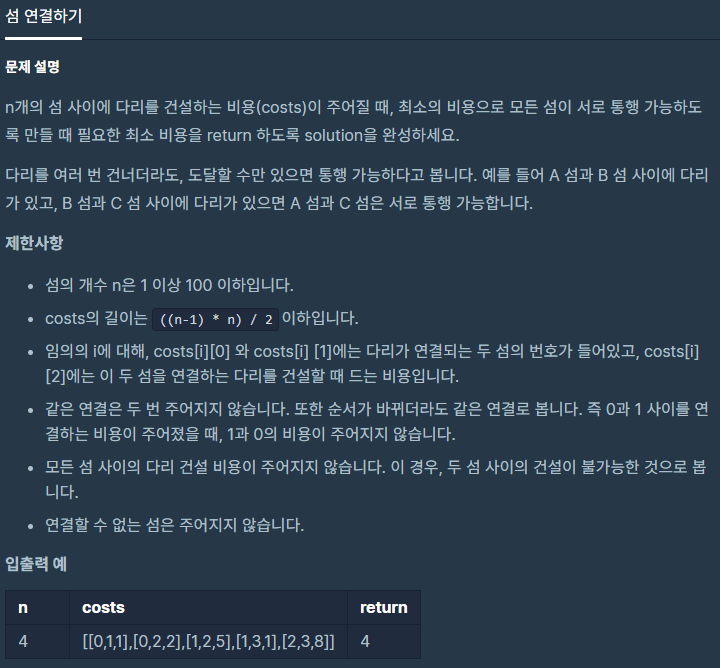 섬 연결하기
문제 설명
n개의 섬 사이에 다리를 건설하는 비용(costs)이 주어질 때, 최소의 비용으로 모든 섬이 서로 통행 가능하도
록 만들 때 필요한 최소 비용을 return 하도록 solution을 완성하세요.
다리를 여러 번 건너더라도, 도달할 수만 있으면 통행 가능하다고 봅니다. 예를 들어 A 섬과 B 섬 사이에 다리
가 있고, B 섬과 C 섬 사이에 다리가 있으면 A 섬과 C 섬은 서로 통행 가능합니다.
제한사항
• 섬의 개수 n은 1 이상 100 이하입니다.
• costs의 길이는 ((n-1) * n) / 2 이하입니다.
• 임의의 i에 대해, costs[i][0] 와 costs[i] [1]에는 다리가 연결되는 두 섬의 번호가 들어있고, costs[i]
[2]에는 이 두 섬을 연결하는 다리를 건설할 때 드는 비용입니다.
• 같은 연결은 두 번 주어지지 않습니다. 또한 순서가 바뀌더라도 같은 연결로 봅니다. 즉 0과 1 사이를 연
결하는 비용이 주어졌을 때, 1과 0의 비용이 주어지지 않습니다.
• 모든 섬 사이의 다리 건설 비용이 주어지지 않습니다. 이 경우, 두 섬 사이의 건설이 불가능한 것으로 봅
니다.
• 연결할 수 없는 섬은 주어지지 않습니다.
입출력 예
n costs return
4 [[0,1,1],[0,2,2],[1,2,5],[1,3,1],[2,3,8]] 4